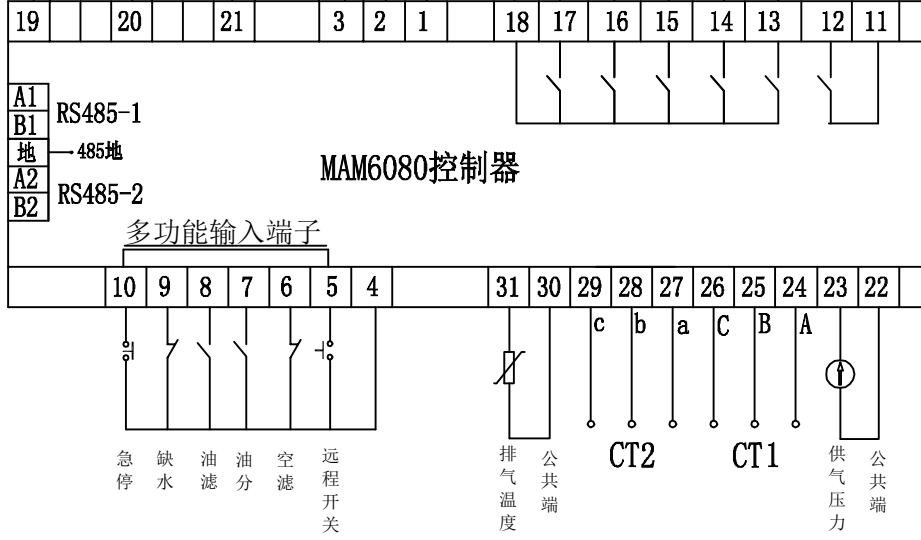 19 20 21 3 2 1 18 17 16 15 14 13 12 11
A1
B1
RS485-1
地
485地
A2
B2
RS485-2
MAM6080控制器
多功能输入端子
10 9 8 7 6 5 4 31 30 29 28 27 26 25 24 23 22
c b a C B A
CT2
CT1
急停
缺水
油滤
油分
空滤
远程开关
排气温度
公共端
供气压力
公共端